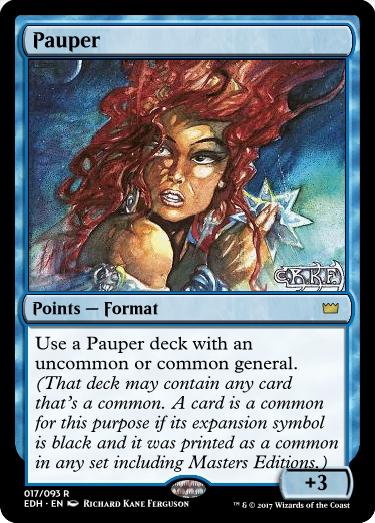 Pauper
RKF
Points — Format
Use a Pauper deck with an
uncommon or common general.
(That deck may contain any card
that's a common. A card is a common
for this purpose if its expansion symbol
is black and it was printed as a common
in any set including Masters Editions.)
+3
017/093 R
EDH • EN RICHARD KANE FERGUSON
™ & © 2017 Wizards of the Coast